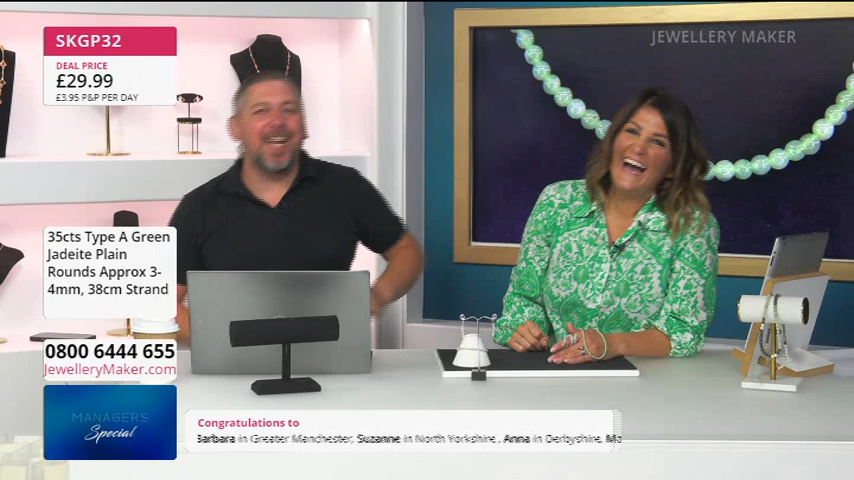 SKGP32
DEAL PRICE
£29.99
£3.95 P&P PER DAY
JEWELLERY MAKER
35cts Type A Green
Jadeite Plain
Rounds Approx 3-
4mm, 38cm Strand
0800 6444 655
JewelleryMaker.com
MANAGERS
Special
Congratulations to
Barbara in Greater Manchester, Suzanne in North Yorkshire, Anna in Derbyshire, Ma